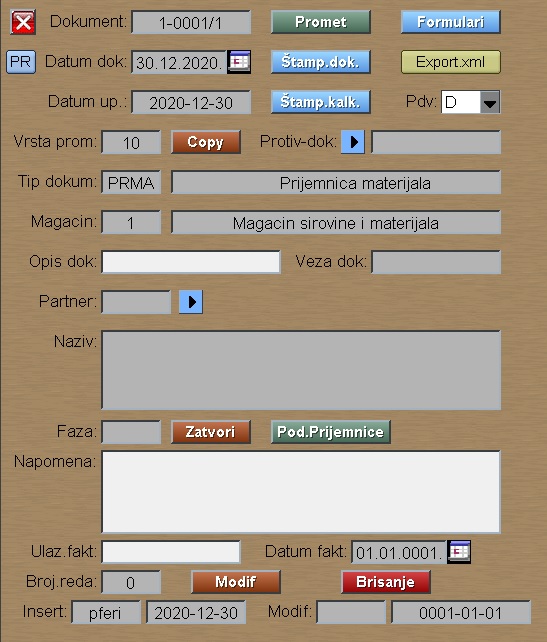 Dokument: 1-0001/1 Promet Formulari
PR Datum dok: 30.12.2020. Štamp.dok. Export.xml
Datum up.: 2020-12-30 Štamp.kalk. Pdv: D
Vrsta prom: 10 Copy Protiv-dok:
Tip dokum: PRMA Prijemnica materijala
Magacin: 1 Magacin sirovine i materijala
Opis dok: Veza dok:
Partner:
Naziv:
Faza: Zatvori Pod.Prijemnice
Napomena:
Ulaz.fakt: Datum fakt: 01.01.0001.
Broj.reda: 0 Modif Brisanje
Insert: pferi 2020-12-30 Modif: 0001-01-01